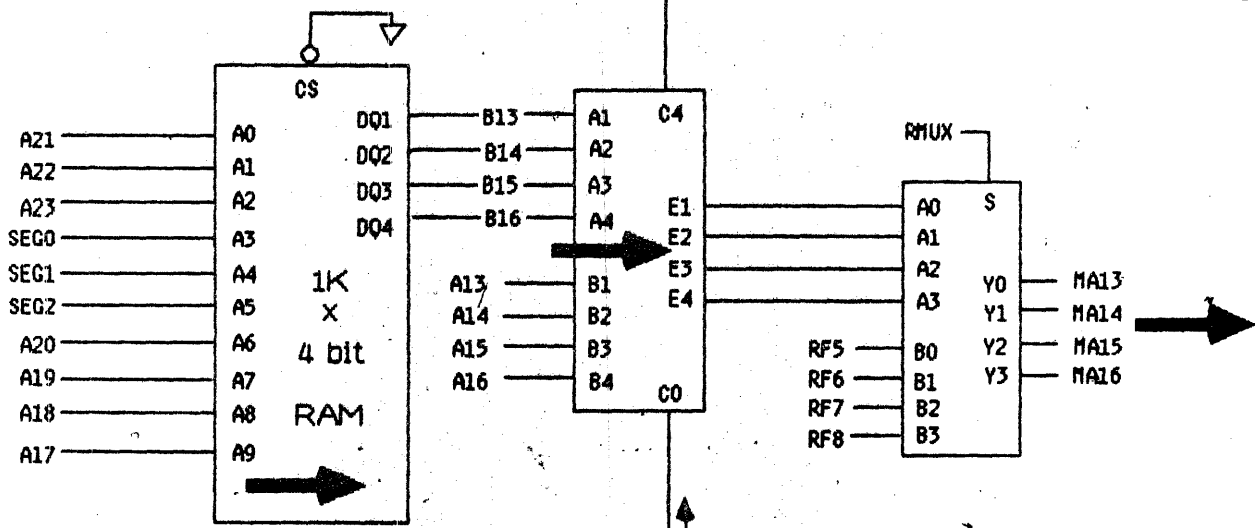 CS
A21 A0 DQ1 B13 A1 C4
A22 A1 DQ2 B14 A2
A23 A2 DQ3 B15 A3
SEG0 A3 DQ4 B16 A4
SEG1 A4
SEG2 A5
A20 A6
A19 A7
A18 A8
A17 A9
1K
x
4 bit
RAM
E1
E2
E3
E4
A13 B1
A14 B2
A15 B3
A16 B4
C0
RMUX
S
A0
A1
A2
A3
Y0 MA13
Y1 MA14
Y2 MA15
Y3 MA16
RF5 B0
RF6 B1
RF7 B2
RF8 B3